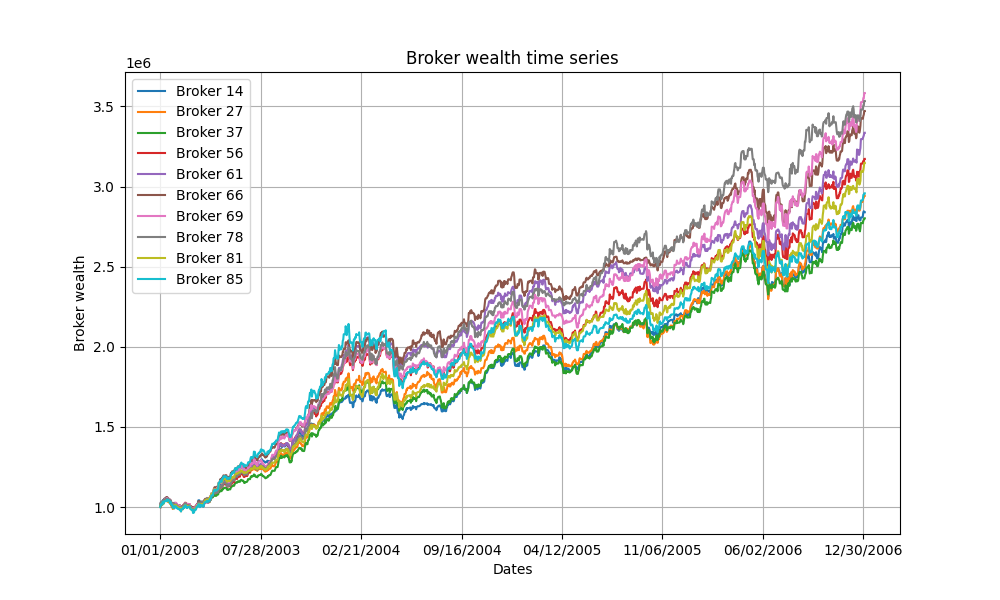 Broker wealth time series
1e6
3.5
3.0
2.5
2.0
1.5
1.0
Broker wealth
Broker 14
Broker 27
Broker 37
Broker 56
Broker 61
Broker 66
Broker 69
Broker 78
Broker 81
Broker 85
01/01/2003 07/28/2003 02/21/2004 09/16/2004 04/12/2005 11/06/2005 06/02/2006 12/30/2006
Dates